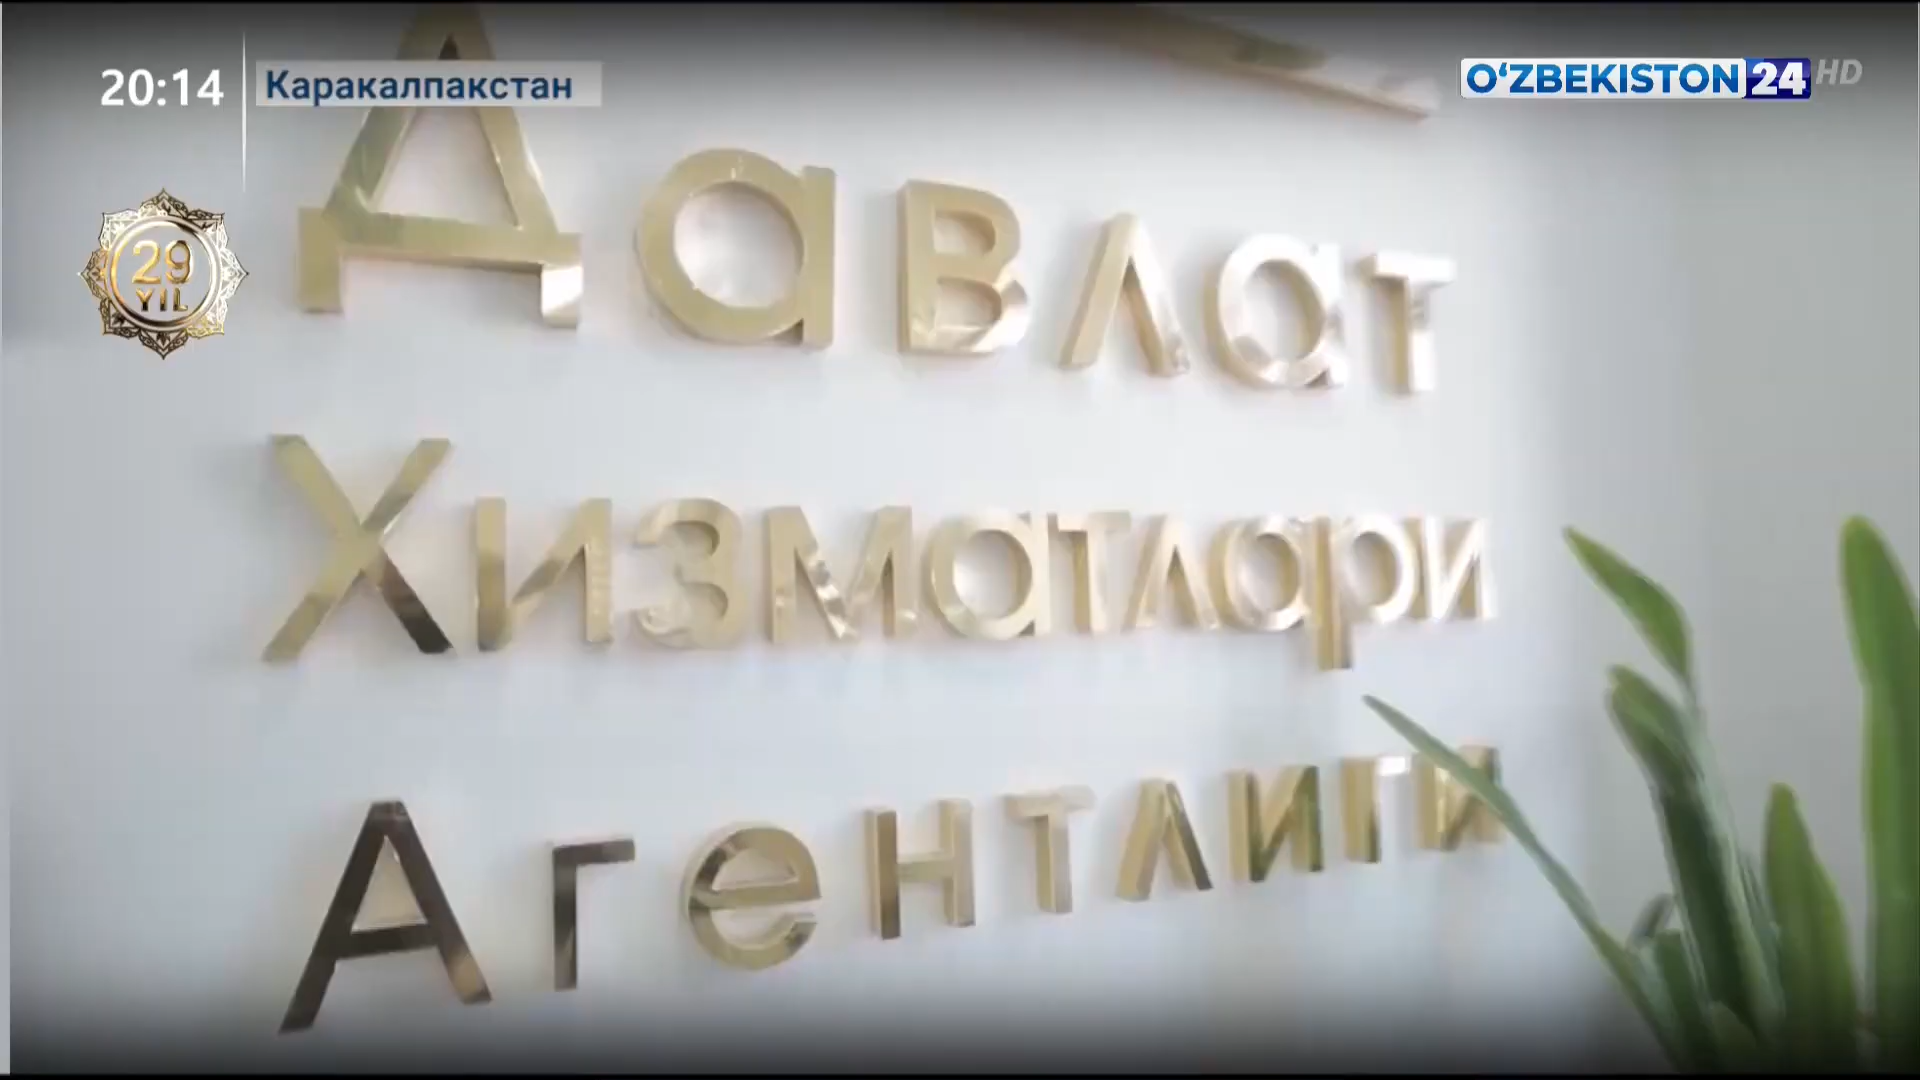 20:14
Каракалпакстан
O‘ZBEKISTON 24 HD
29
YIL
Давлат
Хизматлари
Агентлиги